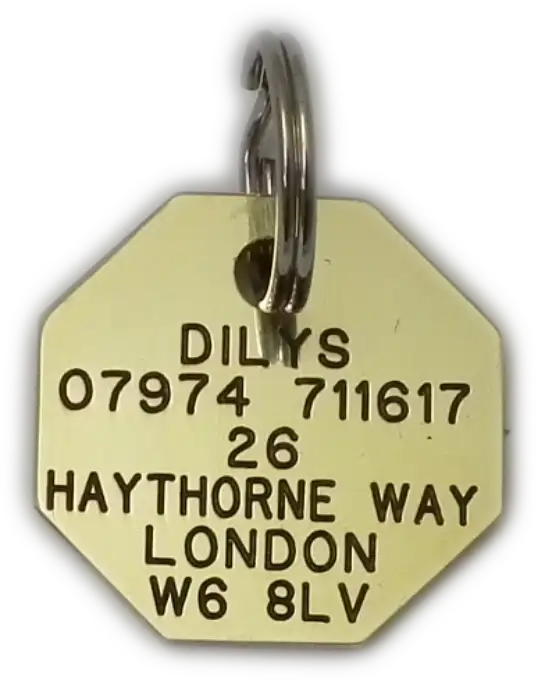 DILYS
07974 711617
26
HAYTHORNE WAY
LONDON
W6 8LV